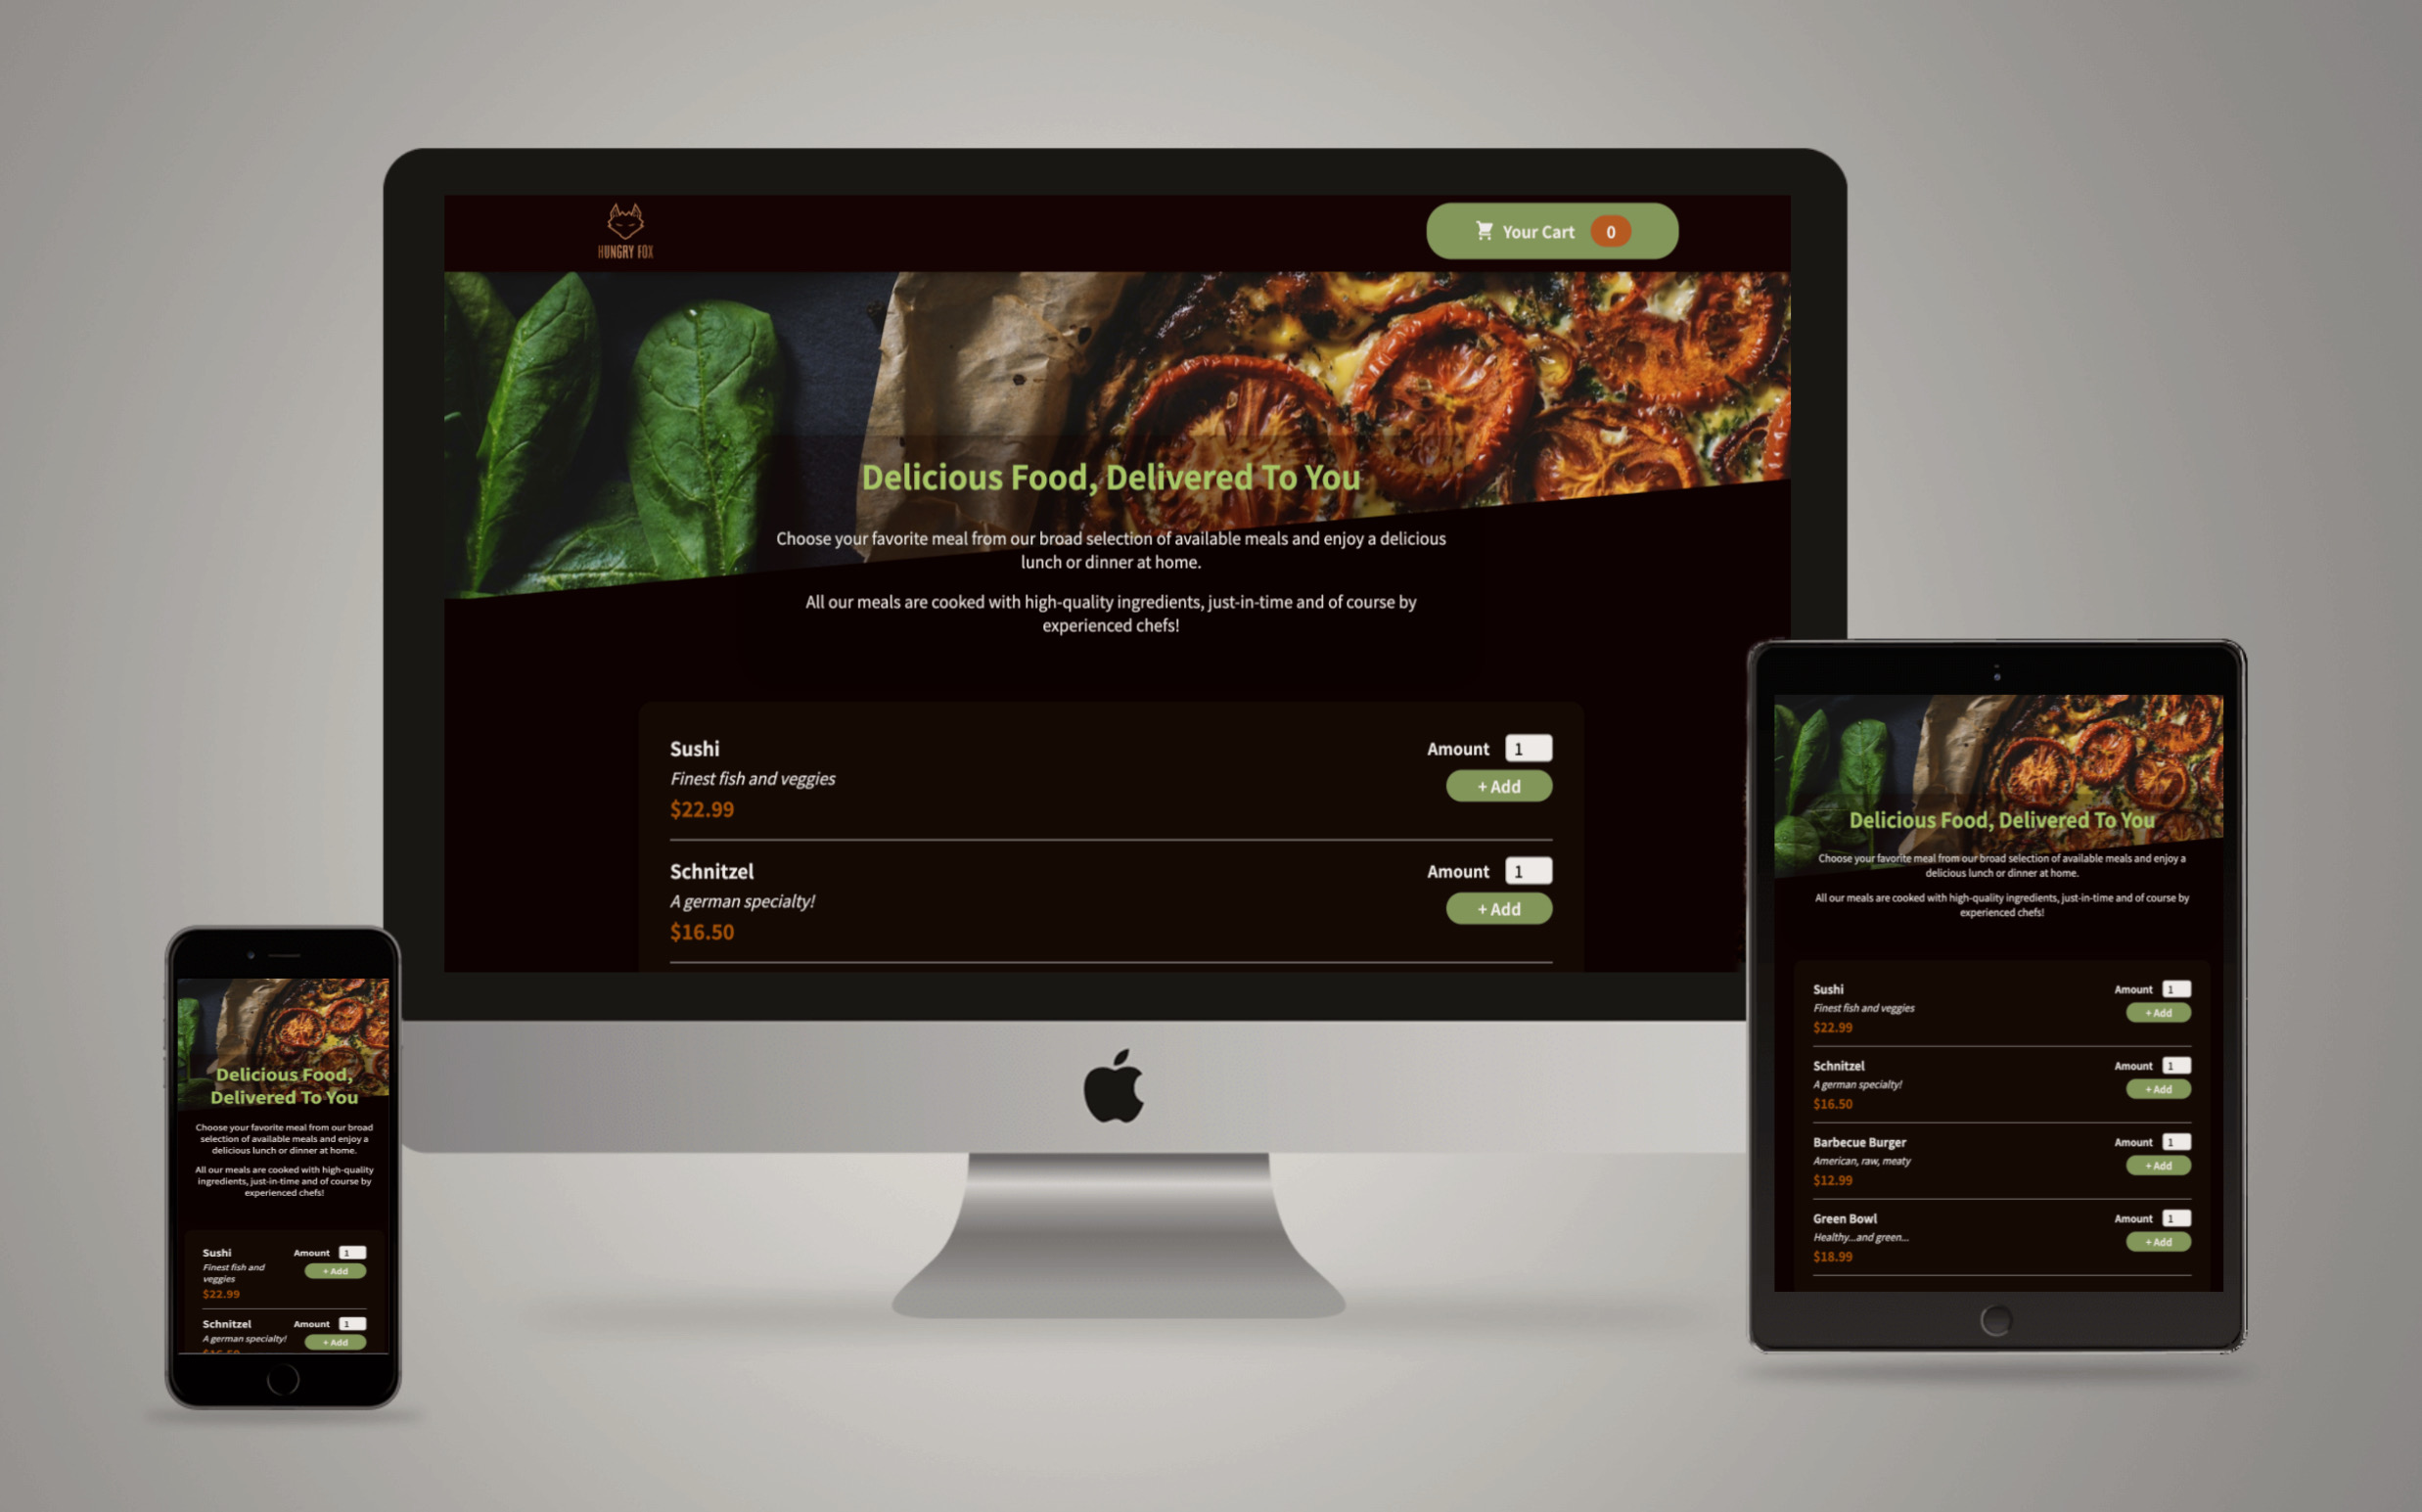 HUNGRY FOX
Your Cart 0
Delicious Food, Delivered To You
Choose your favorite meal from our broad selection of available meals and enjoy a delicious
lunch or dinner at home.
All our meals are cooked with high-quality ingredients, just-in-time and of course by
experienced chefs!
Sushi
Amount 1
Finest fish and veggies
+ Add
$22.99
Schnitzel
Amount 1
A german specialty!
+ Add
$16.50
Delicious Food, Delivered To You
Choose your favorite meal from our broad selection of available meals and enjoy a
delicious lunch or dinner at home.
All our meals are cooked with high-quality ingredients, just-in-time and of course by
experienced chefs!
Sushi
Amount 1
Finest fish and veggies
+ Add
$22.99
Schnitzel
Amount 1
A german specialty!
+ Add
$16.50
Barbecue Burger
Amount 1
American, raw, meaty
+ Add
$12.99
Green Bowl
Amount 1
Healthy...and green...
+ Add
$18.99
Delicious Food,
Delivered To You
Choose your favorite meal from our broad
selection of available meals and enjoy a
delicious lunch or dinner at home.
All our meals are cooked with high-quality
ingredients, just-in-time and of course by
experienced chefs!
Sushi
Amount 1
Finest fish and
veggies
+ Add
$22.99
Schnitzel
Amount 1
A german specialty!
+ Add